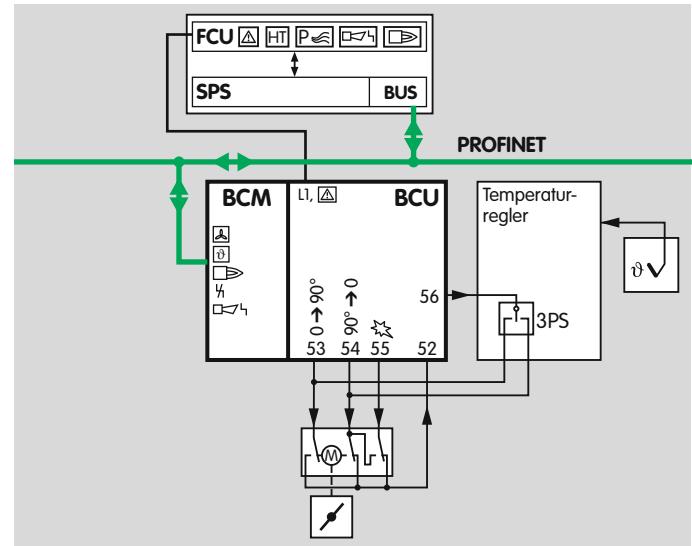 FCU HT P
SPS BUS
PROFINET
BCM L1, BCU
Temperatur-
regler
ϑ
ϑ
0 → 90°
90° → 0
56
3PS
53 54 55 52
M